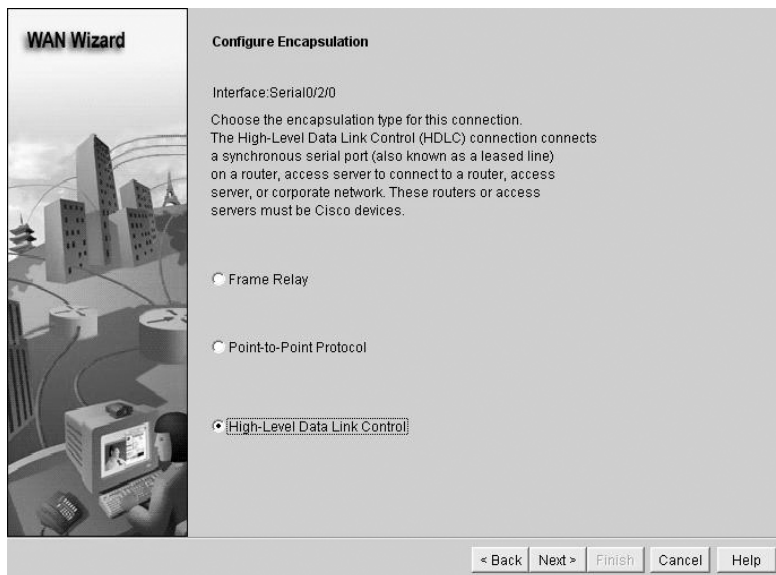 WAN Wizard
Configure Encapsulation
Interface:Serial0/2/0
Choose the encapsulation type for this connection.
The High-Level Data Link Control (HDLC) connection connects
a synchronous serial port (also known as a leased line)
on a router, access server to connect to a router, access
server, or corporate network. These routers or access
servers must be Cisco devices.
Frame Relay
Point-to-Point Protocol
High-Level Data Link Control
< Back Next > Finish Cancel Help